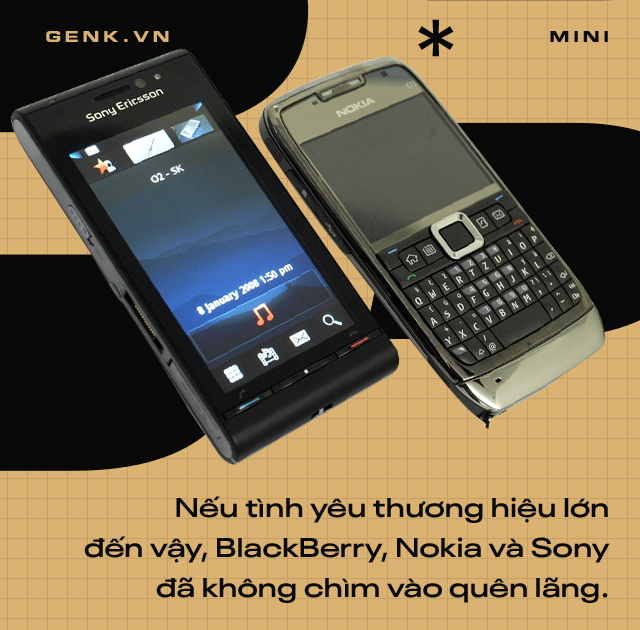 GENK.VN
* MINI
Sony Ericsson
O2 - SK
8 January 2008 1:50 pm
NOKIA
Q W E R T Z U O P
A S D F G H J K
Y X C V B N M
Nếu tình yêu thương hiệu lớn
đến vậy, BlackBerry, Nokia và Sony
đã không chìm vào quên lãng.